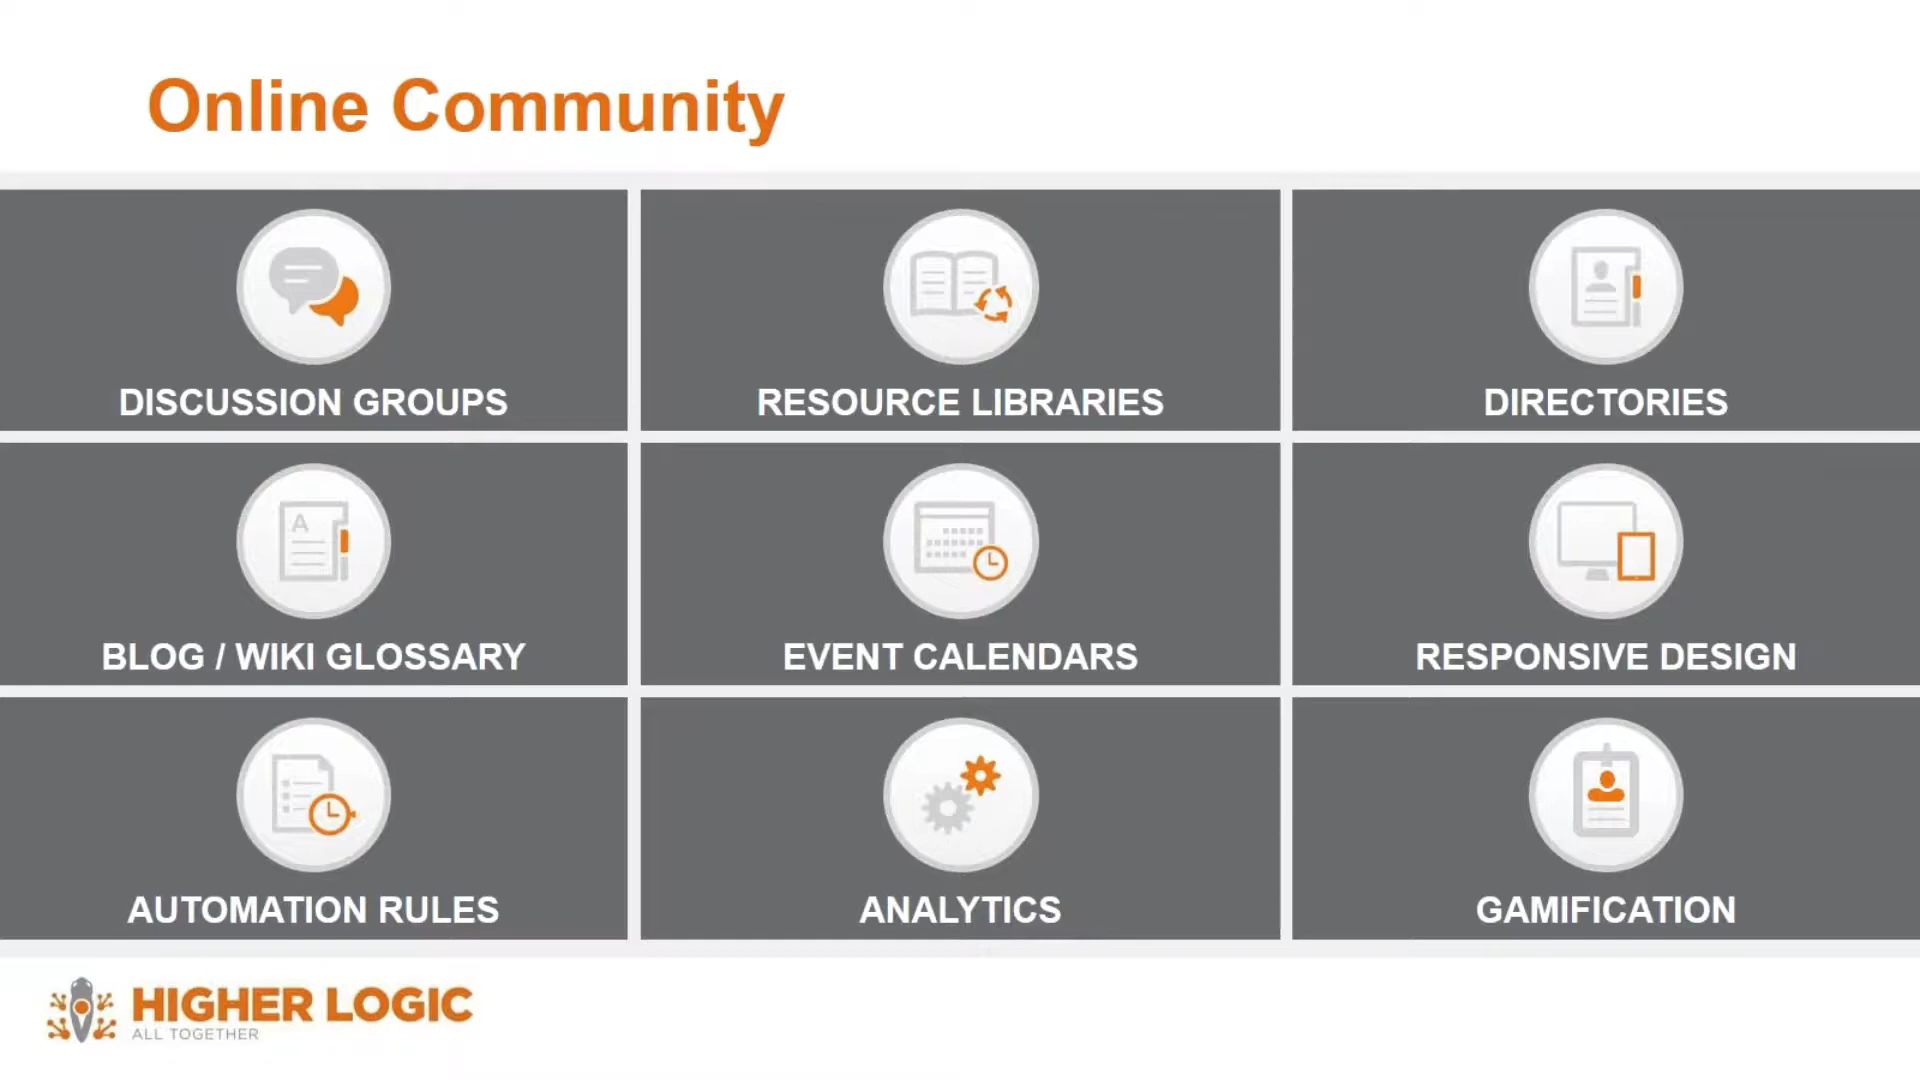 Online Community
DISCUSSION GROUPS
RESOURCE LIBRARIES
DIRECTORIES
A
BLOG / WIKI GLOSSARY
EVENT CALENDARS
RESPONSIVE DESIGN
AUTOMATION RULES
ANALYTICS
GAMIFICATION
HIGHER LOGIC
ALL TOGETHER